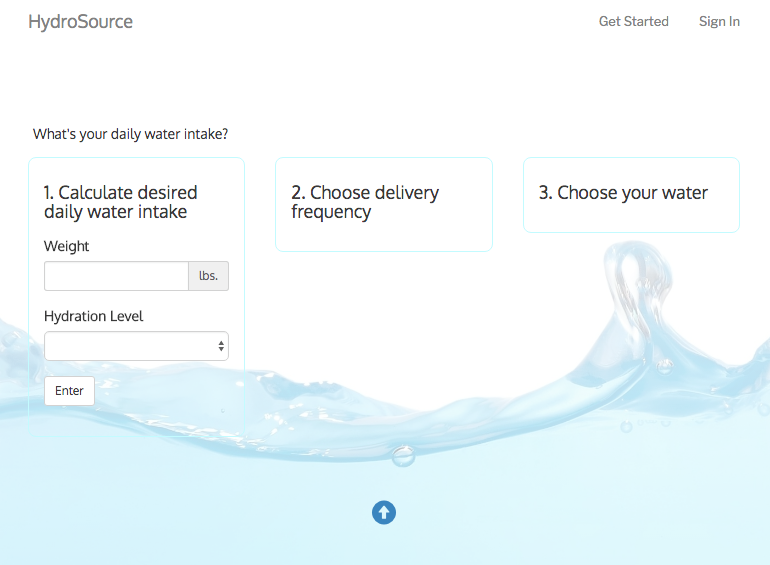 HydroSource
Get Started
Sign In
What's your daily water intake?
1. Calculate desired
daily water intake
Weight
lbs.
Hydration Level
Enter
2. Choose delivery
frequency
3. Choose your water